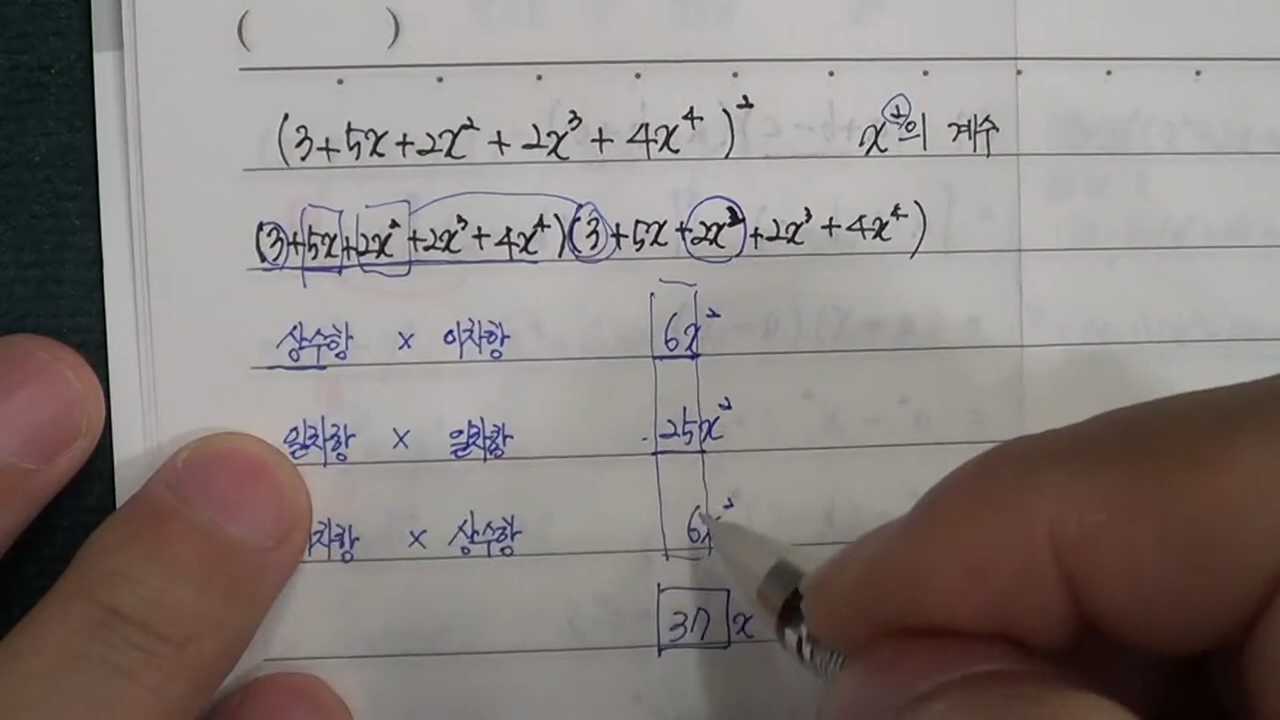 (    )
(3+5x+2x²+2x³+4x⁴)² x²의 계수
(3+5x+2x²+2x³+4x⁴)(3+5x+2x²+2x³+4x⁴)
상수항 × 이차항 6x²
일차항 × 일차항 25x²
차항 × 상수항 6x²
37 x